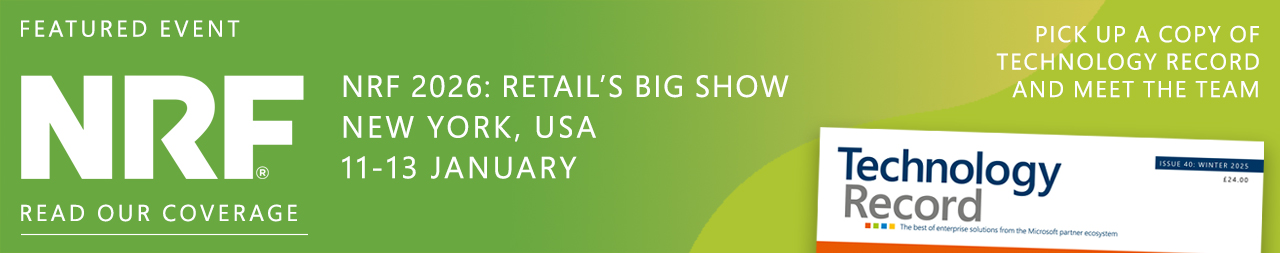 FEATURED EVENT
NRF®
READ OUR COVERAGE
NRF 2026: RETAIL’S BIG SHOW
NEW YORK, USA
11-13 JANUARY
PICK UP A COPY OF
TECHNOLOGY RECORD
AND MEET THE TEAM
Technology
Record
The best of enterprise solutions from the Microsoft partner ecosystem
ISSUE 40: WINTER 2025
£24.00